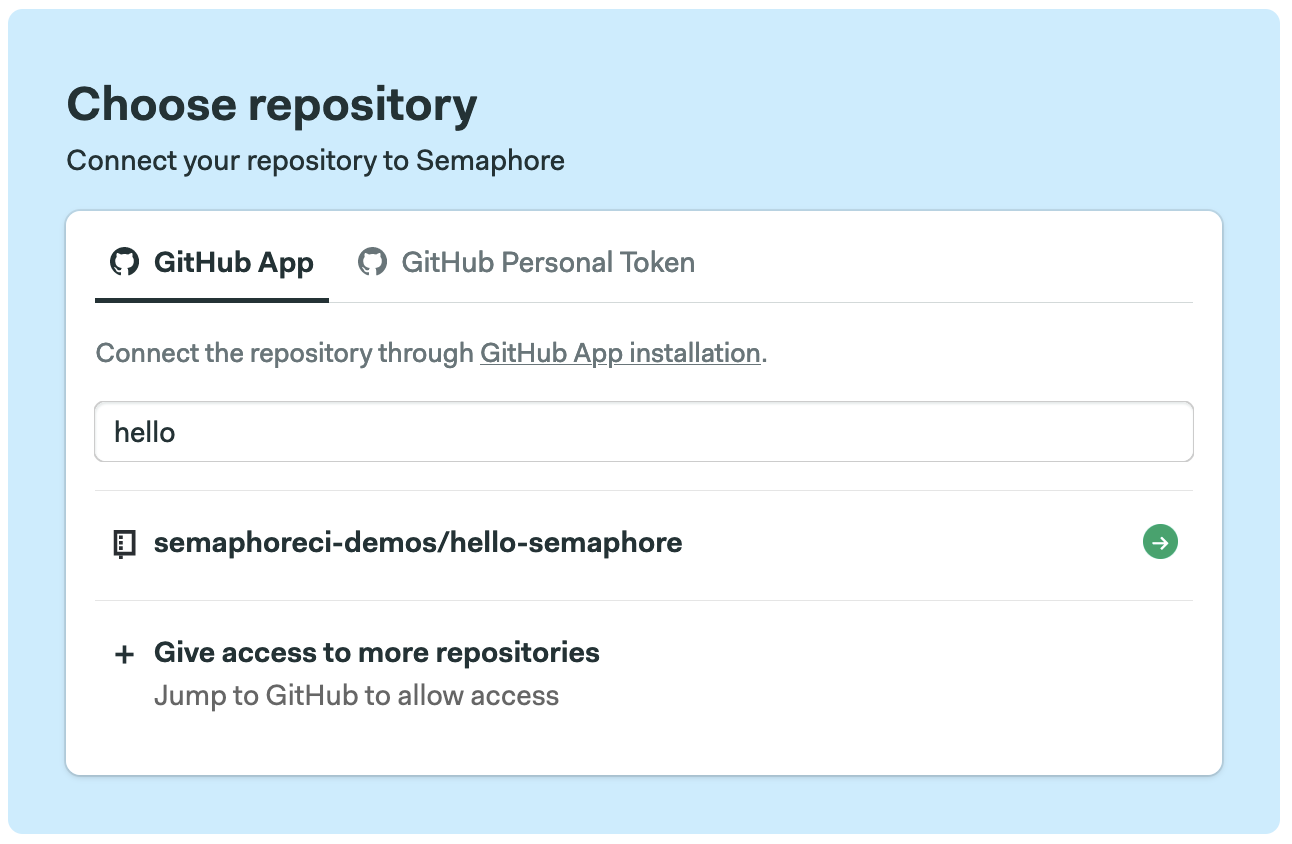 Choose repository
Connect your repository to Semaphore
GitHub App GitHub Personal Token
Connect the repository through GitHub App installation.
hello
semaphoreci-demos/hello-semaphore
Give access to more repositories
Jump to GitHub to allow access